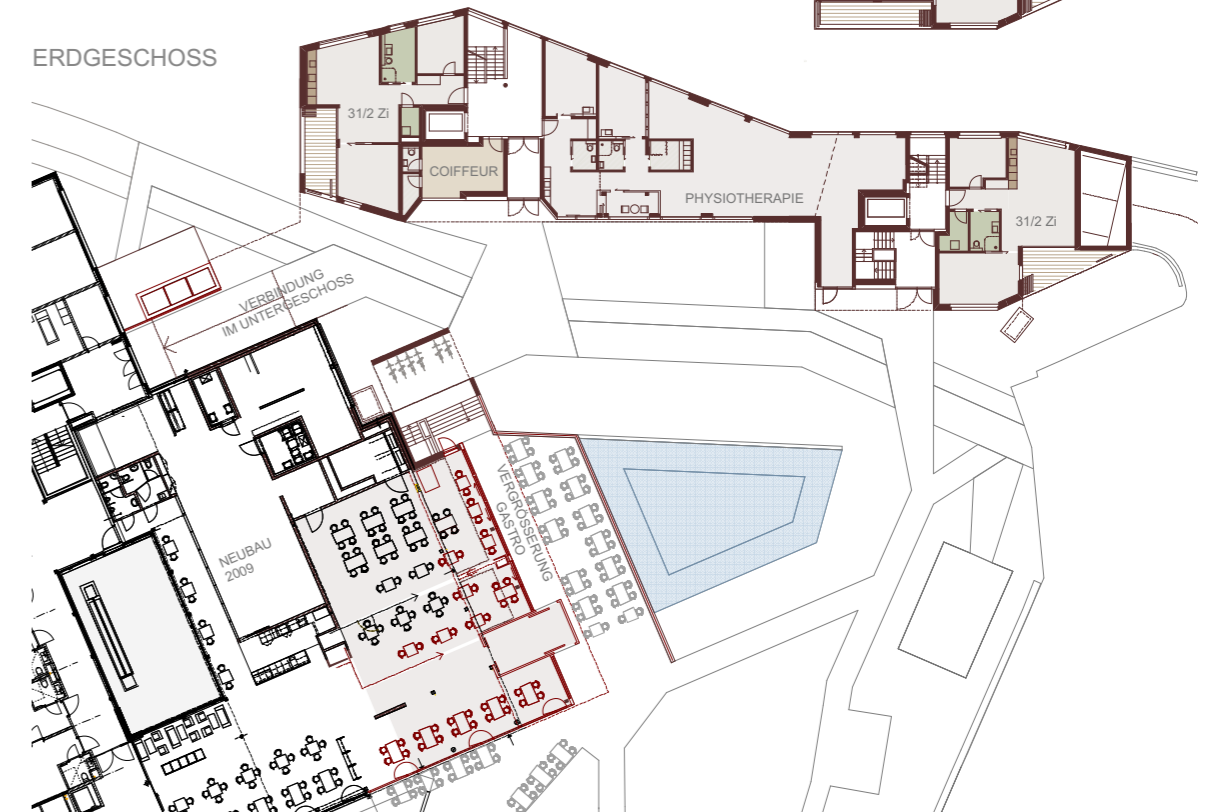 ERDGESCHOSS
31/2 Zi
COIFFEUR
PHYSIOTHERAPIE
31/2 Zi
VERBINDUNG
IM UNTERGESCHOSS
VERGRÖSSERUNG
GASTRO
NEUBAU
2009